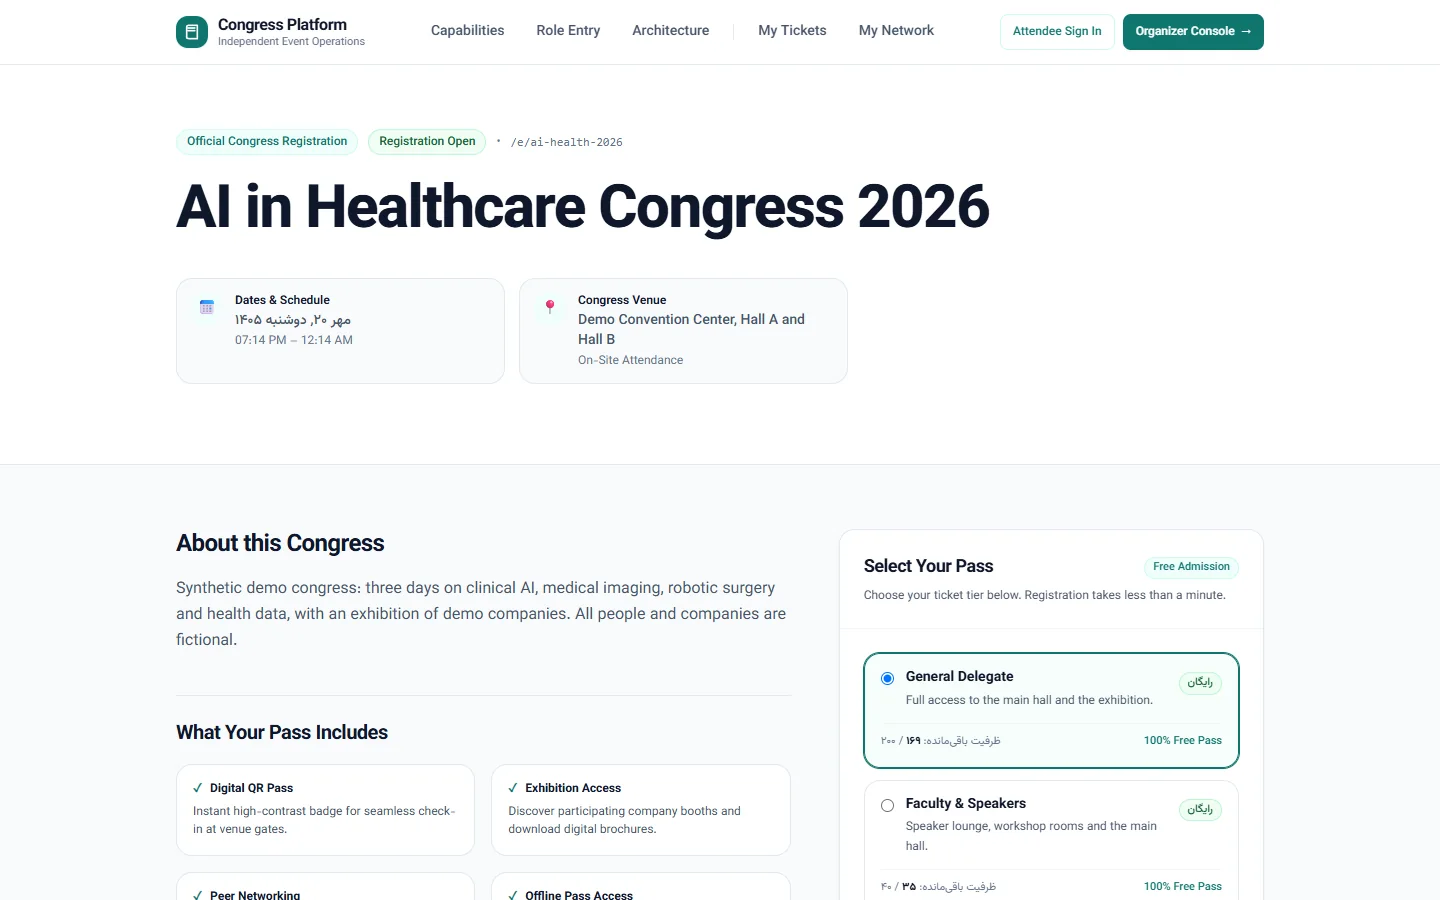 Congress Platform
Independent Event Operations
Capabilities
Role Entry
Architecture
My Tickets
My Network
Attendee Sign In
Organizer Console →
Official Congress Registration
Registration Open
• /e/ai-health-2026
AI in Healthcare Congress 2026
Dates & Schedule
۱۴۰۵ مهر ۲۰, دوشنبه
07:14 PM – 12:14 AM
Congress Venue
Demo Convention Center, Hall A and
Hall B
On-Site Attendance
About this Congress
Synthetic demo congress: three days on clinical AI, medical imaging, robotic surgery
and health data, with an exhibition of demo companies. All people and companies are
fictional.
What Your Pass Includes
✓ Digital QR Pass
Instant high-contrast badge for seamless check-
in at venue gates.
✓ Exhibition Access
Discover participating company booths and
download digital brochures.
✓ Peer Networking
✓ Offline Pass Access
Select Your Pass
Free Admission
Choose your ticket tier below. Registration takes less than a minute.
General Delegate
رایگان
Full access to the main hall and the exhibition.
ظرفیت باقی‌مانده: ۱۶۹ / ۲۰۰
100% Free Pass
Faculty & Speakers
رایگان
Speaker lounge, workshop rooms and the main
hall.
ظرفیت باقی‌مانده: ۳۵ / ۴۰
100% Free Pass